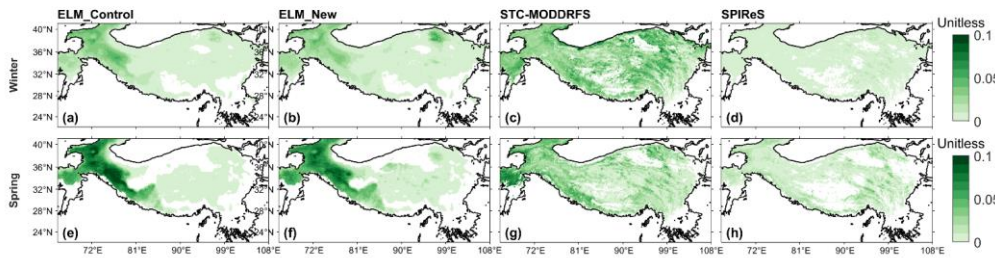 ELM_Control ELM_New STC-MODDRFS SPIReS
Unitless
0.1
0.05
0
40°N
36°N
32°N
28°N
24°N
Winter
(a) (b) (c) (d)
Unitless
0.1
0.05
0
40°N
36°N
32°N
28°N
24°N
Spring
(e) (f) (g) (h)
72°E 81°E 90°E 99°E 108°E 72°E 81°E 90°E 99°E 108°E 72°E 81°E 90°E 99°E 108°E 72°E 81°E 90°E 99°E 108°E